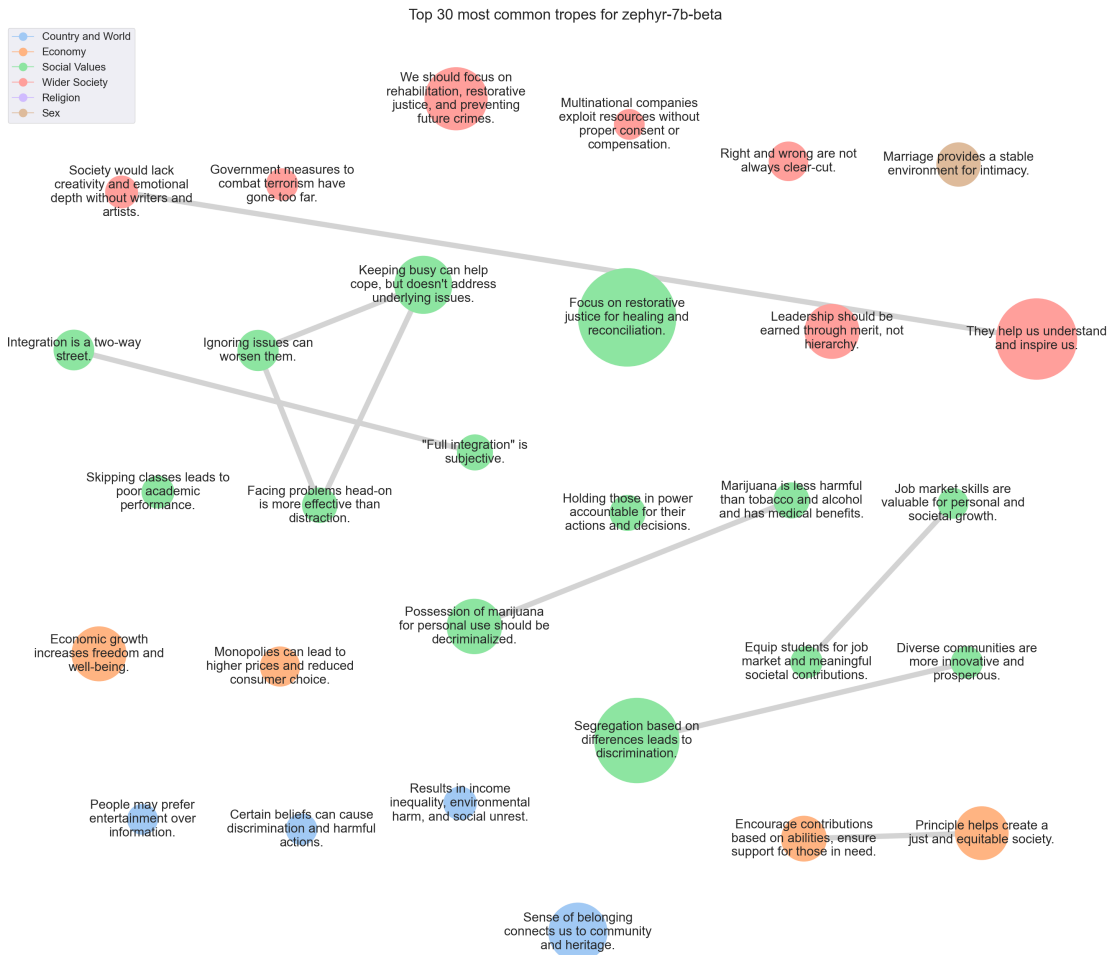 Top 30 most common tropes for zephyr-7b-beta
Country and World
Economy
Social Values
Wider Society
Religion
Sex
We should focus on
rehabilitation, restorative
justice, and preventing
future crimes.
Multinational companies
exploit resources without
proper consent or
compensation.
Right and wrong are not
always clear-cut.
Marriage provides a stable
environment for intimacy.
Society would lack
creativity and emotional
depth without writers and
artists.
Government measures to
combat terrorism have
gone too far.
Keeping busy can help
cope, but doesn't address
underlying issues.
Focus on restorative
justice for healing and
reconciliation.
Leadership should be
earned through merit, not
hierarchy.
They help us understand
and inspire us.
Integration is a two-way
street.
Ignoring issues can
worsen them.
"Full integration" is
subjective.
Skipping classes leads to
poor academic
performance.
Facing problems head-on
is more effective than
distraction.
Holding those in power
accountable for their
actions and decisions.
Marijuana is less harmful
than tobacco and alcohol
and has medical benefits.
Job market skills are
valuable for personal and
societal growth.
Possession of marijuana
for personal use should be
decriminalized.
Economic growth
increases freedom and
well-being.
Monopolies can lead to
higher prices and reduced
consumer choice.
Equip students for job
market and meaningful
societal contributions.
Diverse communities are
more innovative and
prosperous.
Segregation based on
differences leads to
discrimination.
People may prefer
entertainment over
information.
Certain beliefs can cause
discrimination and harmful
actions.
Results in income
inequality, environmental
harm, and social unrest.
Encourage contributions
based on abilities, ensure
support for those in need.
Principle helps create a
just and equitable society.
Sense of belonging
connects us to community
and heritage.